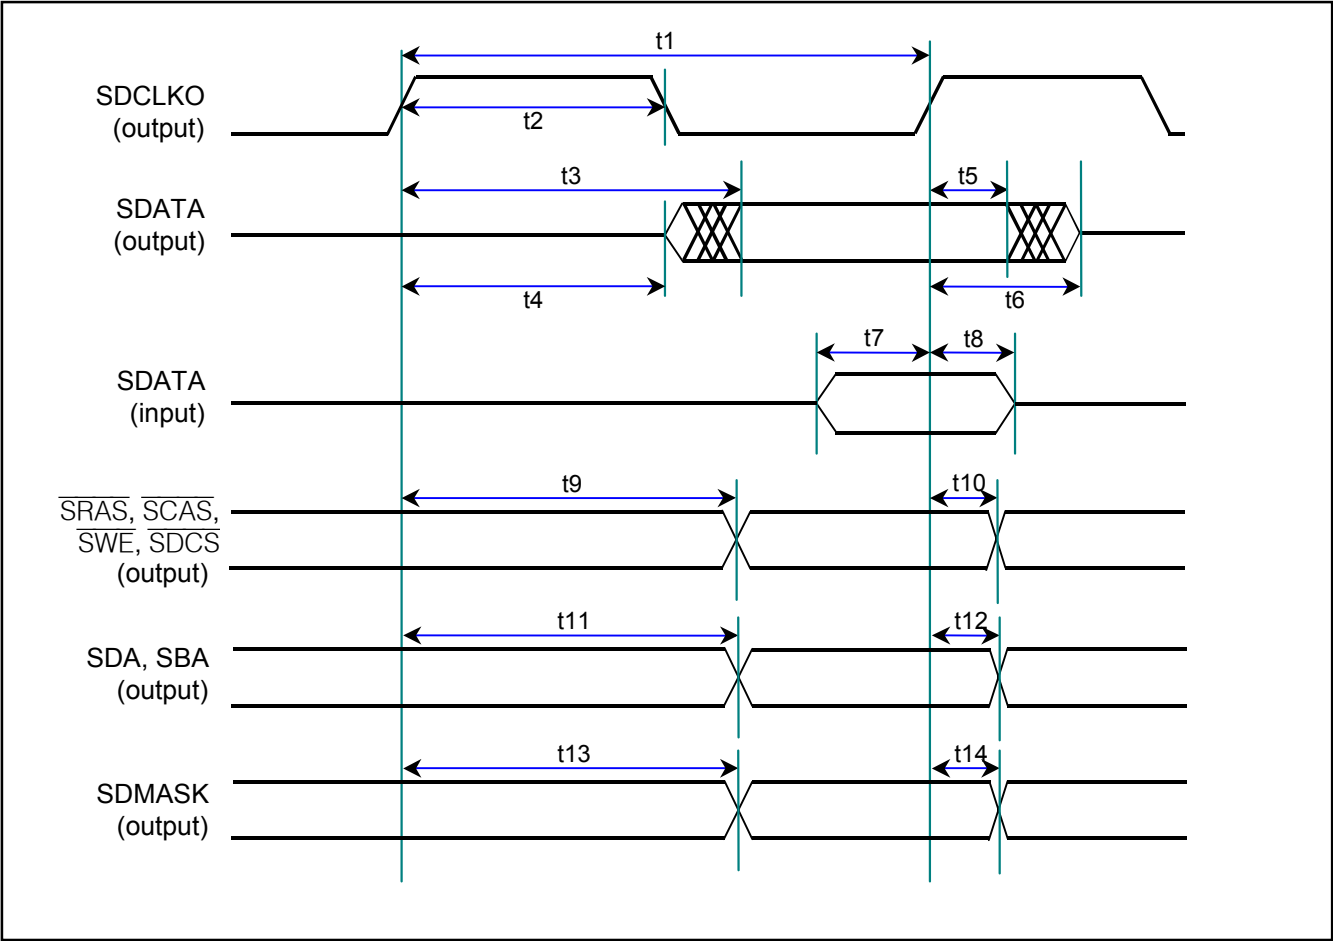 t1
SDCLKO
(output)
t2
t3
t5
SDATA
(output)
t4
t6
t7
t8
SDATA
(input)
t9
t10
SRAS, SCAS,
SWE, SDCS
(output)
t11
t12
SDA, SBA
(output)
t13
t14
SDMASK
(output)